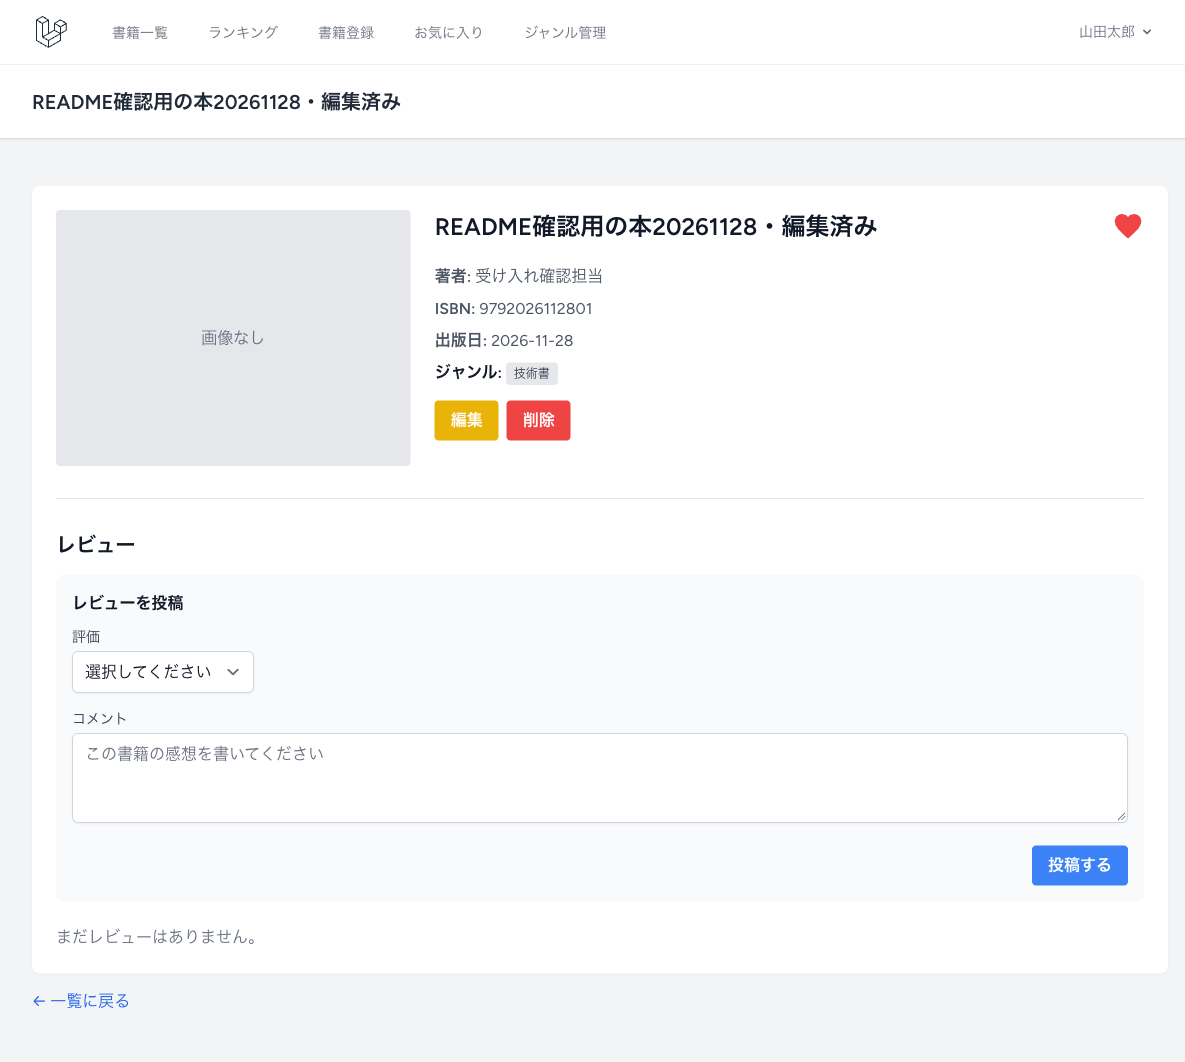 書籍一覧 ランキング 書籍登録 お気に入り ジャンル管理 山田太郎
README確認用の本20261128・編集済み
画像なし
README確認用の本20261128・編集済み
著者: 受け入れ確認担当
ISBN: 9792026112801
出版日: 2026-11-28
ジャンル: 技術書
編集 削除
レビュー
レビューを投稿
評価
選択してください
コメント
この書籍の感想を書いてください
投稿する
まだレビューはありません。
← 一覧に戻る